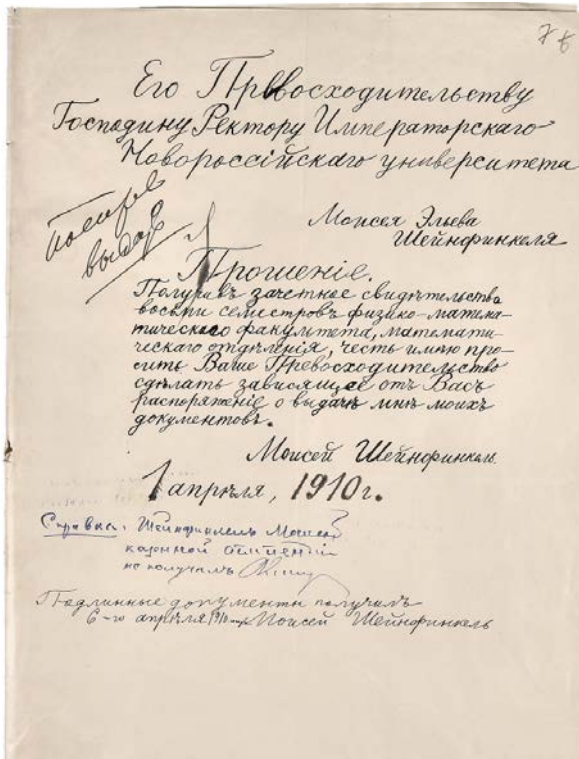 Его Превосходительству
Господину Ректору Императорскаго
Новороссійскаго университета
Моисея Эльева
Шейнфинкеля
Прошеніе.
Получивъ зачетное свидѣтельство
восьми семестровъ физико-матема-
тическаго факультета, математи-
ческаго отдѣленія, честь имѣю про-
сить Ваше Превосходительство
сдѣлать зависящее отъ Васъ
распоряженіе о выдачѣ мнѣ моихъ
документовъ.
Моисей Шейнфинкель.
1 апрѣля, 1910 г.
Справка: Шейнфинкель Моисей
казенной стипендіи
не получалъ
Подлинные документы получилъ
6-го апрѣля 1910 Моисей Шейнфинкель